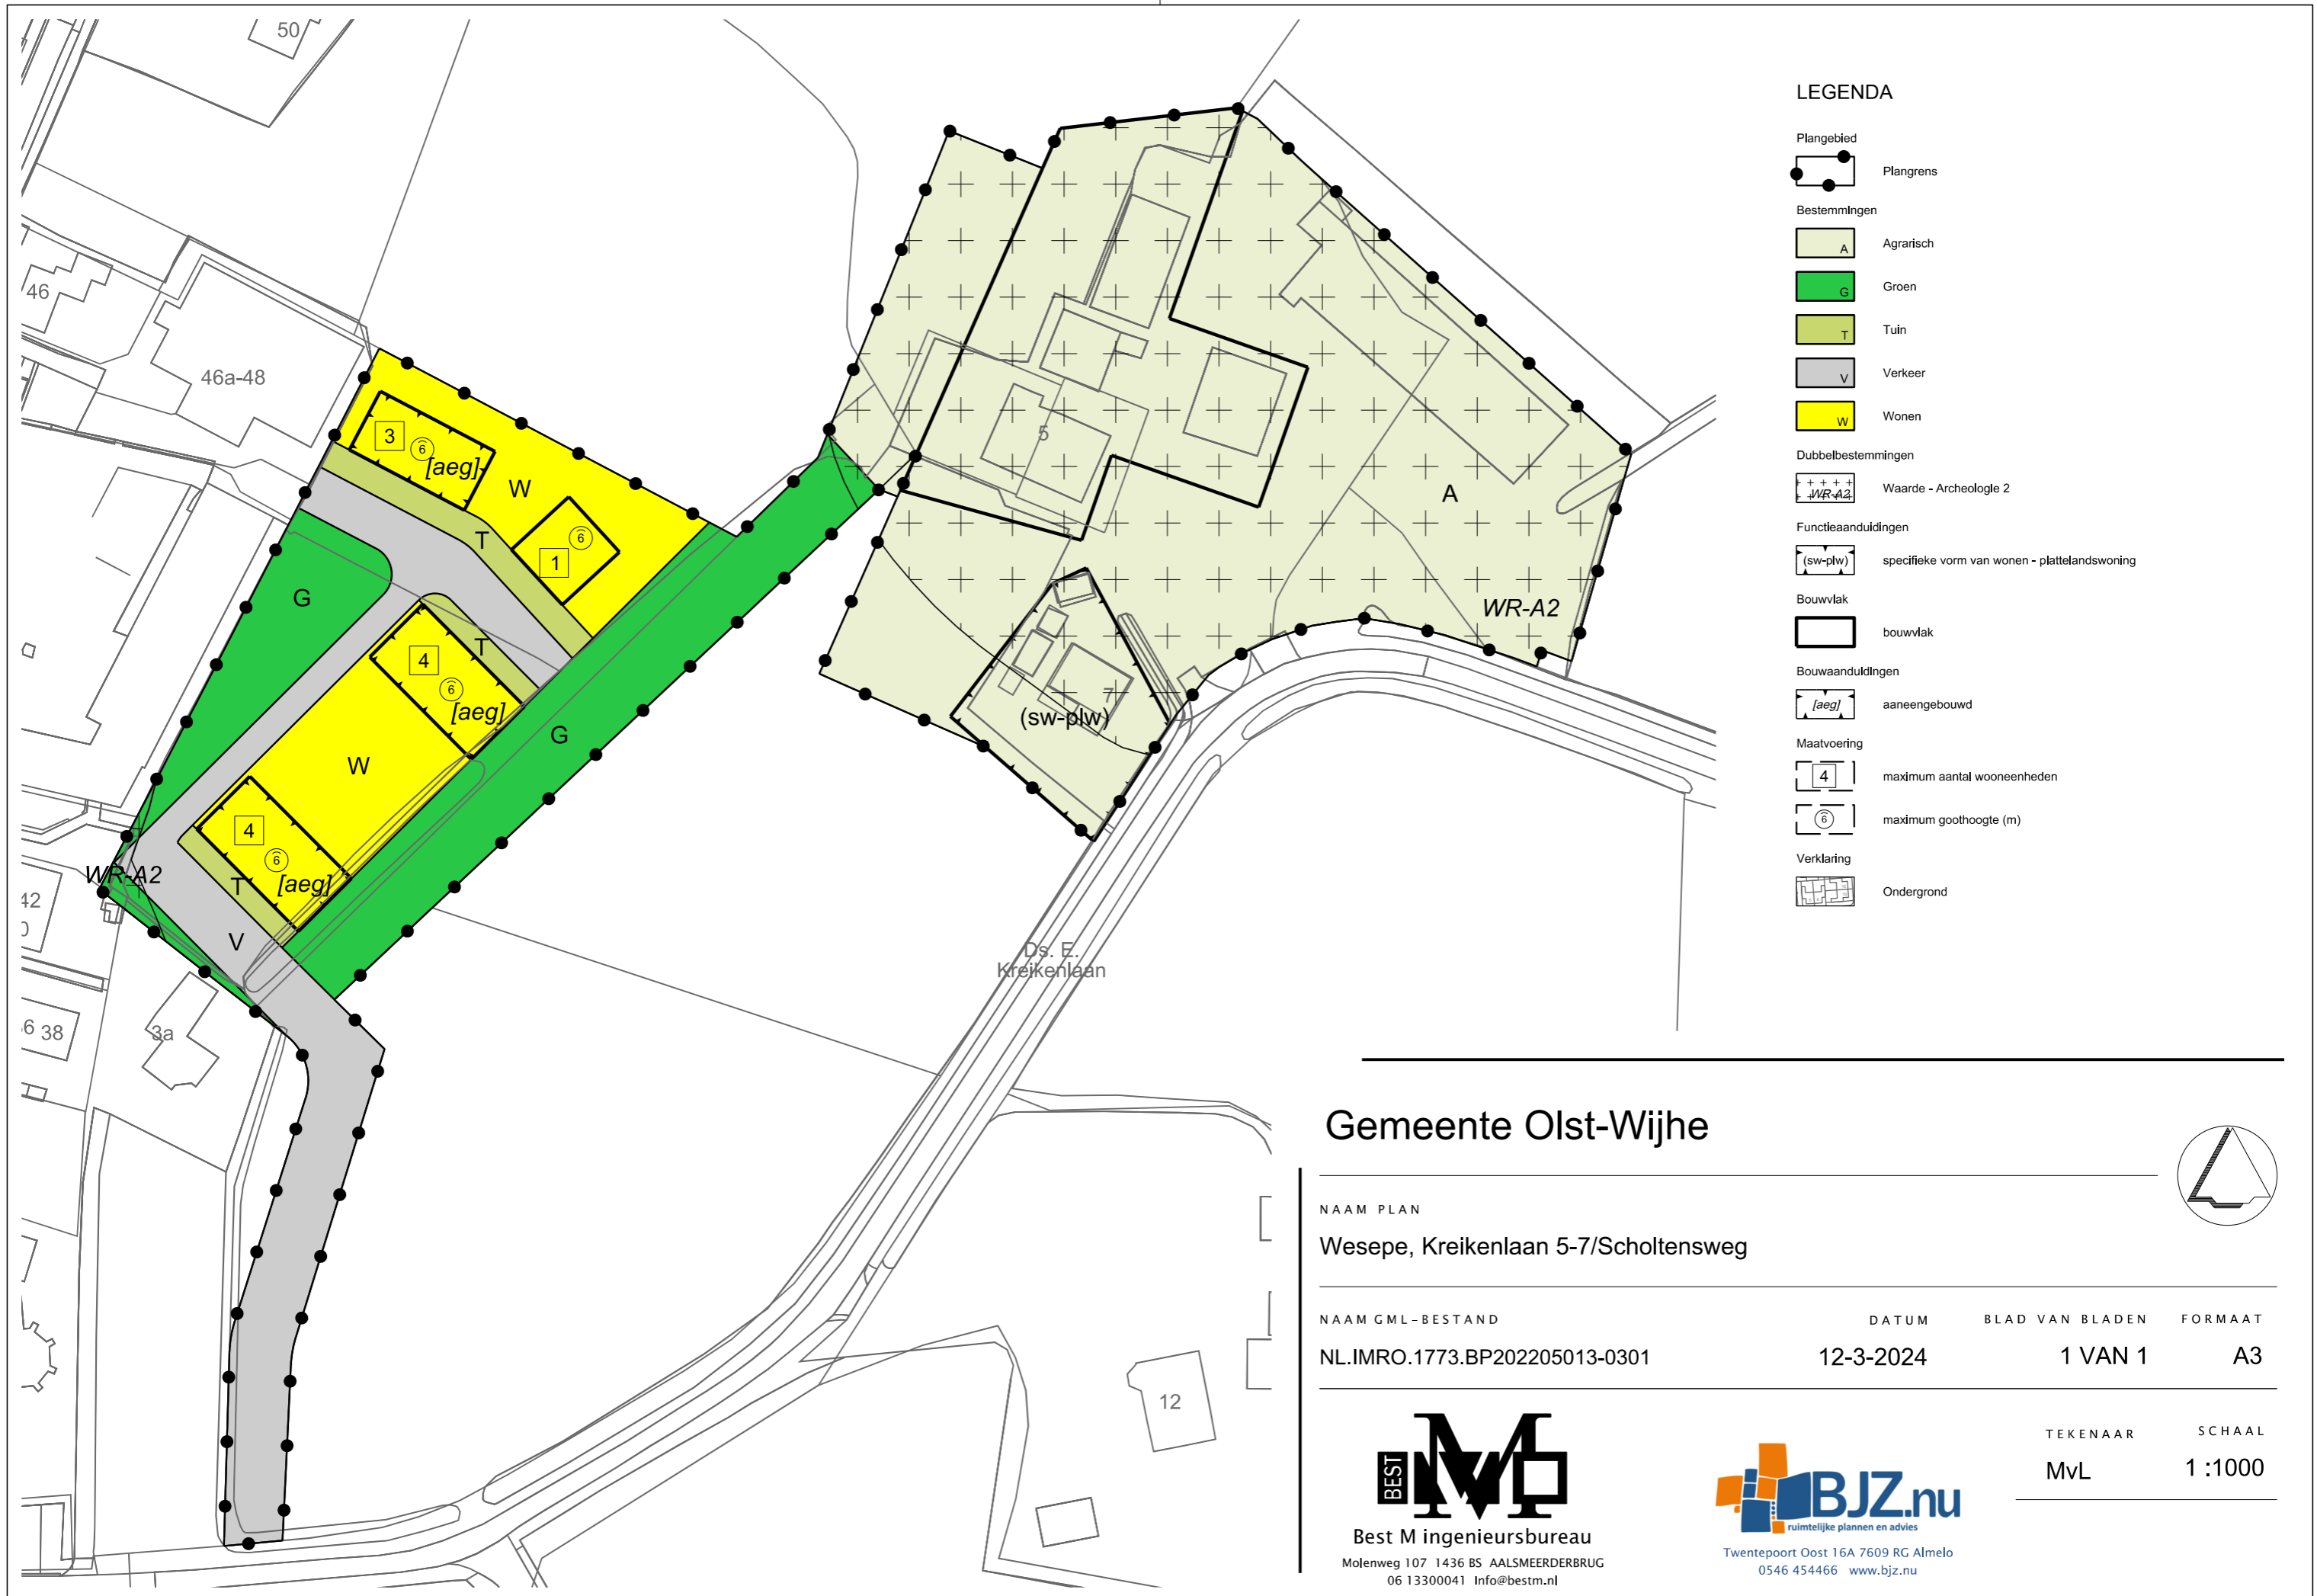 50
46
46a-48
3
6
[aeg]
W
1
6
T
G
4
6
[aeg]
T
W
G
4
6
[aeg]
T
WR-A2
V
42
38
3a
5
A
WR-A2
7
(sw-plw)
Ds. E.
Kreikenlaan
12
LEGENDA
Plangebied
Plangrens
Bestemmingen
A Agrarisch
G Groen
T Tuin
V Verkeer
W Wonen
Dubbelbestemmingen
WR-A2 Waarde - Archeologie 2
Functieaanduidingen
(sw-plw) specifieke vorm van wonen - plattelandswoning
Bouwvlak
bouwvlak
Bouwaanduidingen
[aeg] aaneengebouwd
Maatvoering
4 maximum aantal wooneenheden
6 maximum goothoogte (m)
Verklaring
Ondergrond
Gemeente Olst-Wijhe
NAAM PLAN
Wesepe, Kreikenlaan 5-7/Scholtensweg
NAAM GML-BESTAND DATUM BLAD VAN BLADEN FORMAAT
NL.IMRO.1773.BP202205013-0301 12-3-2024 1 VAN 1 A3
TEKENAAR SCHAAL
MvL 1 :1000
BEST M
Best M ingenieursbureau
Molenweg 107 1436 BS AALSMEERDERBRUG
06 13300041 Info@bestm.nl
BJZ.nu
ruimtelijke plannen en advies
Twentepoort Oost 16A 7609 RG Almelo
0546 454466 www.bjz.nu